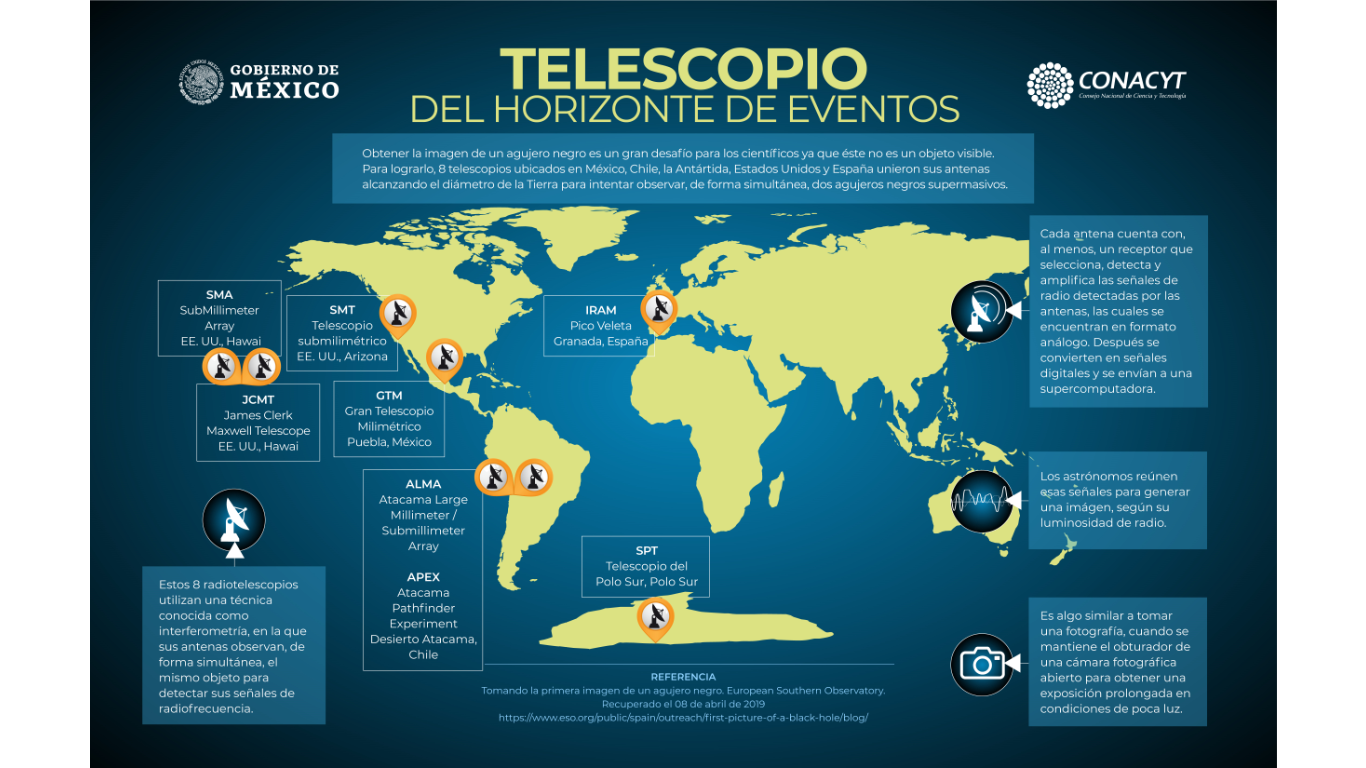 GOBIERNO DE
MÉXICO
TELESCOPIO
DEL HORIZONTE DE EVENTOS
CONACYT
Consejo Nacional de Ciencia y Tecnología
Obtener la imagen de un agujero negro es un gran desafío para los científicos ya que éste no es un objeto visible.
Para lograrlo, 8 telescopios ubicados en México, Chile, la Antártida, Estados Unidos y España unieron sus antenas
alcanzando el diámetro de la Tierra para intentar observar, de forma simultánea, dos agujeros negros supermasivos.
SMA
SubMillimeter
Array
EE. UU., Hawai
SMT
Telescopio
submilimétrico
EE. UU., Arizona
IRAM
Pico Veleta
Granada, España
JCMT
James Clerk
Maxwell Telescope
EE. UU., Hawai
GTM
Gran Telescopio
Milimétrico
Puebla, México
ALMA
Atacama Large
Millimeter /
Submillimeter
Array
APEX
Atacama
Pathfinder
Experiment
Desierto Atacama,
Chile
SPT
Telescopio del
Polo Sur, Polo Sur
Estos 8 radiotelescopios
utilizan una técnica
conocida como
interferometría, en la que
sus antenas observan, de
forma simultánea, el
mismo objeto para
detectar sus señales de
radiofrecuencia.
Cada antena cuenta con,
al menos, un receptor que
selecciona, detecta y
amplifica las señales de
radio detectadas por las
antenas, las cuales se
encuentran en formato
análogo. Después se
convierten en señales
digitales y se envían a una
supercomputadora.
Los astrónomos reúnen
esas señales para generar
una imágen, según su
luminosidad de radio.
Es algo similar a tomar
una fotografía, cuando se
mantiene el obturador de
una cámara fotográfica
abierto para obtener una
exposición prolongada en
condiciones de poca luz.
REFERENCIA
Tomando la primera imagen de un agujero negro. European Southern Observatory.
Recuperado el 08 de abril de 2019
https://www.eso.org/public/spain/outreach/first-picture-of-a-black-hole/blog/